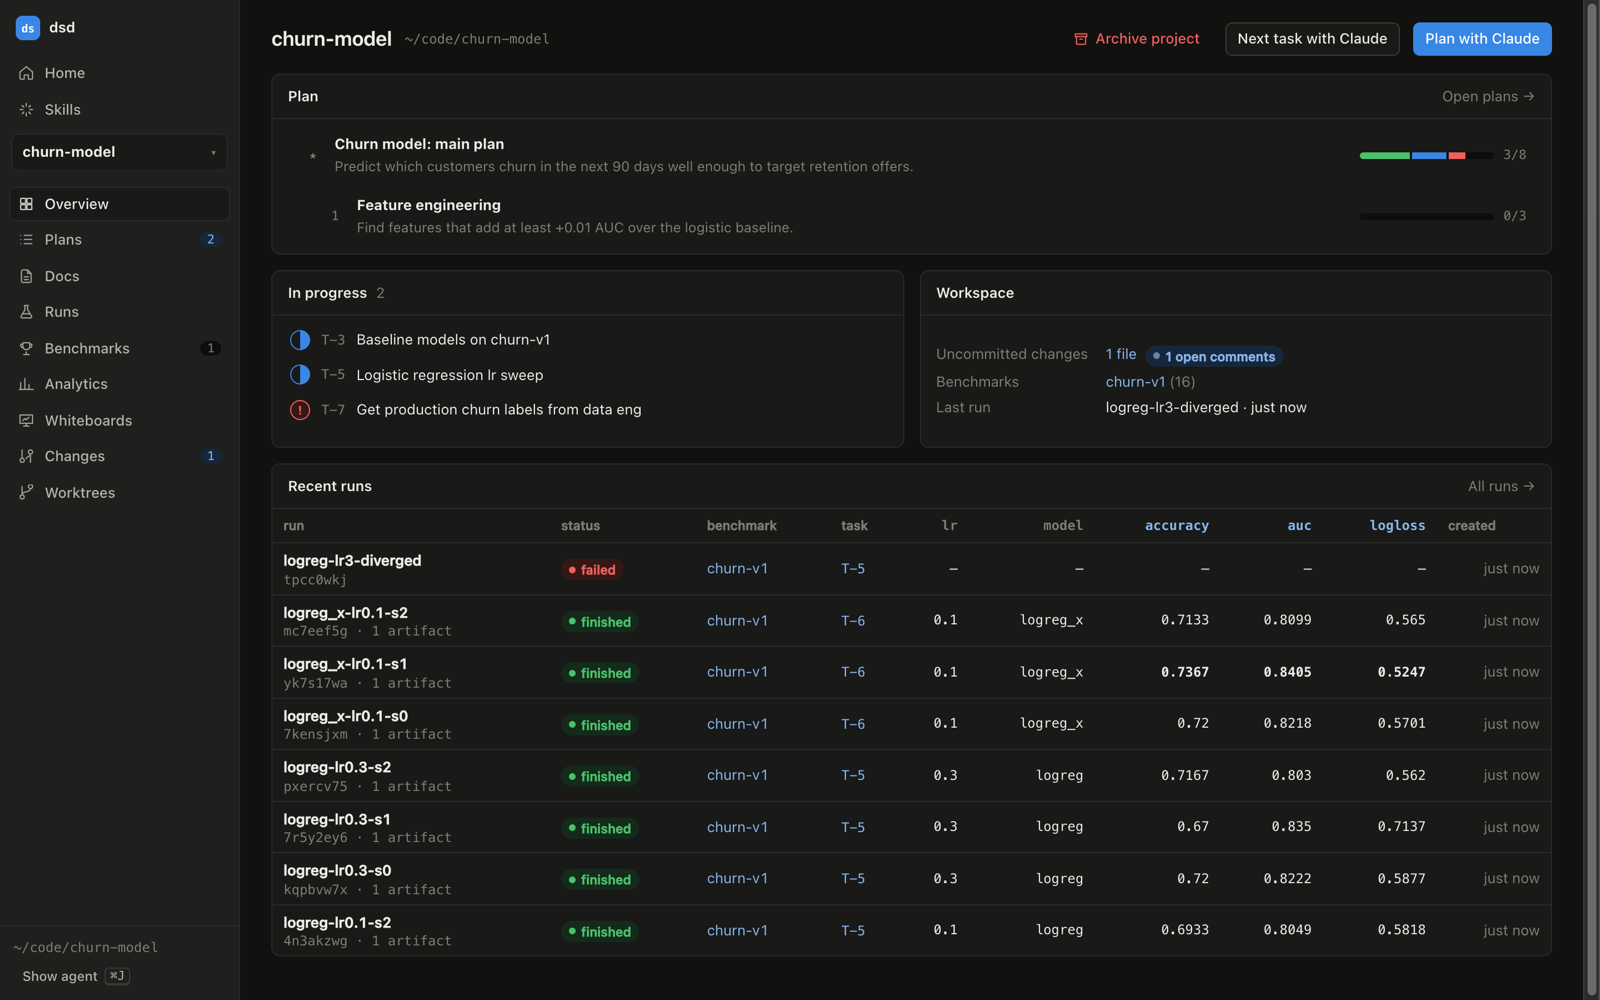 ds dsd
Home
Skills
churn-model
Overview
Plans 2
Docs
Runs
Benchmarks 1
Analytics
Whiteboards
Changes 1
Worktrees
~/code/churn-model
Show agent ⌘J
churn-model ~/code/churn-model
Archive project
Next task with Claude
Plan with Claude
Plan
Open plans →
Churn model: main plan
Predict which customers churn in the next 90 days well enough to target retention offers.
3/8
1 Feature engineering
Find features that add at least +0.01 AUC over the logistic baseline.
0/3
In progress 2
T-3 Baseline models on churn-v1
T-5 Logistic regression lr sweep
! T-7 Get production churn labels from data eng
Workspace
Uncommitted changes 1 file 1 open comments
Benchmarks churn-v1 (16)
Last run logreg-lr3-diverged · just now
Recent runs
All runs →
run status benchmark task lr model accuracy auc logloss created
logreg-lr3-diverged
tpcc0wkj
failed churn-v1 T-5 – – – – – just now
logreg_x-lr0.1-s2
mc7eef5g · 1 artifact
finished churn-v1 T-6 0.1 logreg_x 0.7133 0.8099 0.565 just now
logreg_x-lr0.1-s1
yk7s17wa · 1 artifact
finished churn-v1 T-6 0.1 logreg_x 0.7367 0.8405 0.5247 just now
logreg_x-lr0.1-s0
7kensjxm · 1 artifact
finished churn-v1 T-6 0.1 logreg_x 0.72 0.8218 0.5701 just now
logreg-lr0.3-s2
pxercv75 · 1 artifact
finished churn-v1 T-5 0.3 logreg 0.7167 0.803 0.562 just now
logreg-lr0.3-s1
7r5y2ey6 · 1 artifact
finished churn-v1 T-5 0.3 logreg 0.67 0.835 0.7137 just now
logreg-lr0.3-s0
kqpbvw7x · 1 artifact
finished churn-v1 T-5 0.3 logreg 0.72 0.8222 0.5877 just now
logreg-lr0.1-s2
4n3akzwg · 1 artifact
finished churn-v1 T-5 0.1 logreg 0.6933 0.8049 0.5818 just now